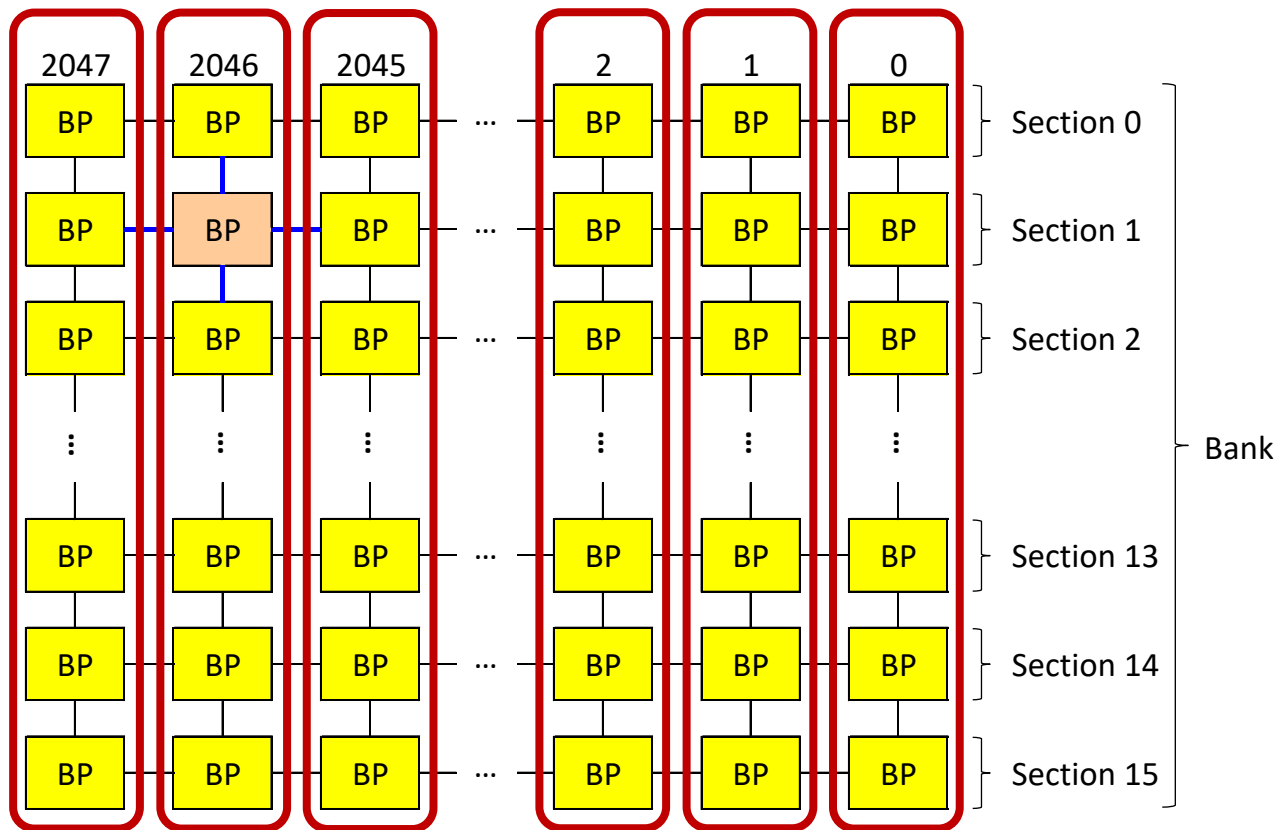 2047 2046 2045 2 1 0
BP BP BP ... BP BP BP Section 0
BP BP BP ... BP BP BP Section 1
BP BP BP ... BP BP BP Section 2
... ... ... ... ... ... Bank
BP BP BP ... BP BP BP Section 13
BP BP BP ... BP BP BP Section 14
BP BP BP ... BP BP BP Section 15